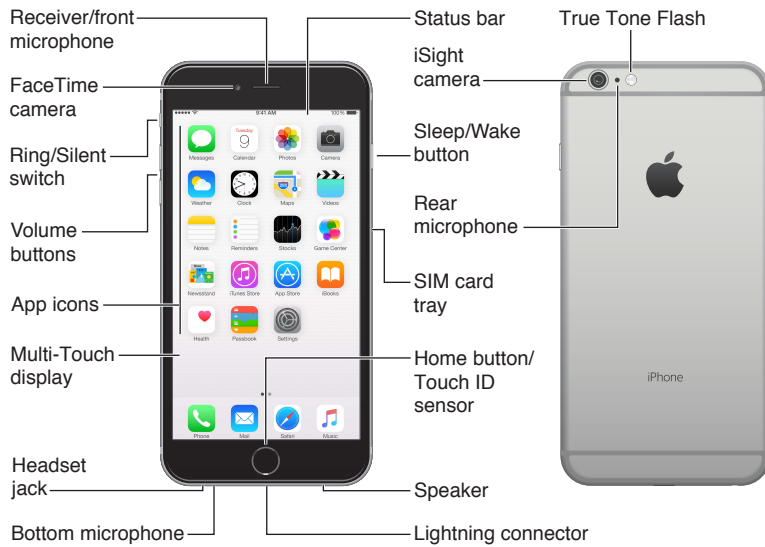 Receiver/front
microphone
FaceTime
camera
Ring/Silent
switch
Volume
buttons
App icons
Multi-Touch
display
Headset
jack
Bottom microphone
9:41 AM
100%
Tuesday
9
Messages
Calendar
Photos
Camera
Weather
Clock
Maps
Videos
Notes
Reminders
Stocks
Game Center
Newsstand
iTunes Store
App Store
iBooks
Health
Passbook
Settings
Phone
Mail
Safari
Music
Status bar
Sleep/Wake
button
SIM card
tray
Home button/
Touch ID
sensor
Speaker
Lightning connector
True Tone Flash
iSight
camera
Rear
microphone
iPhone